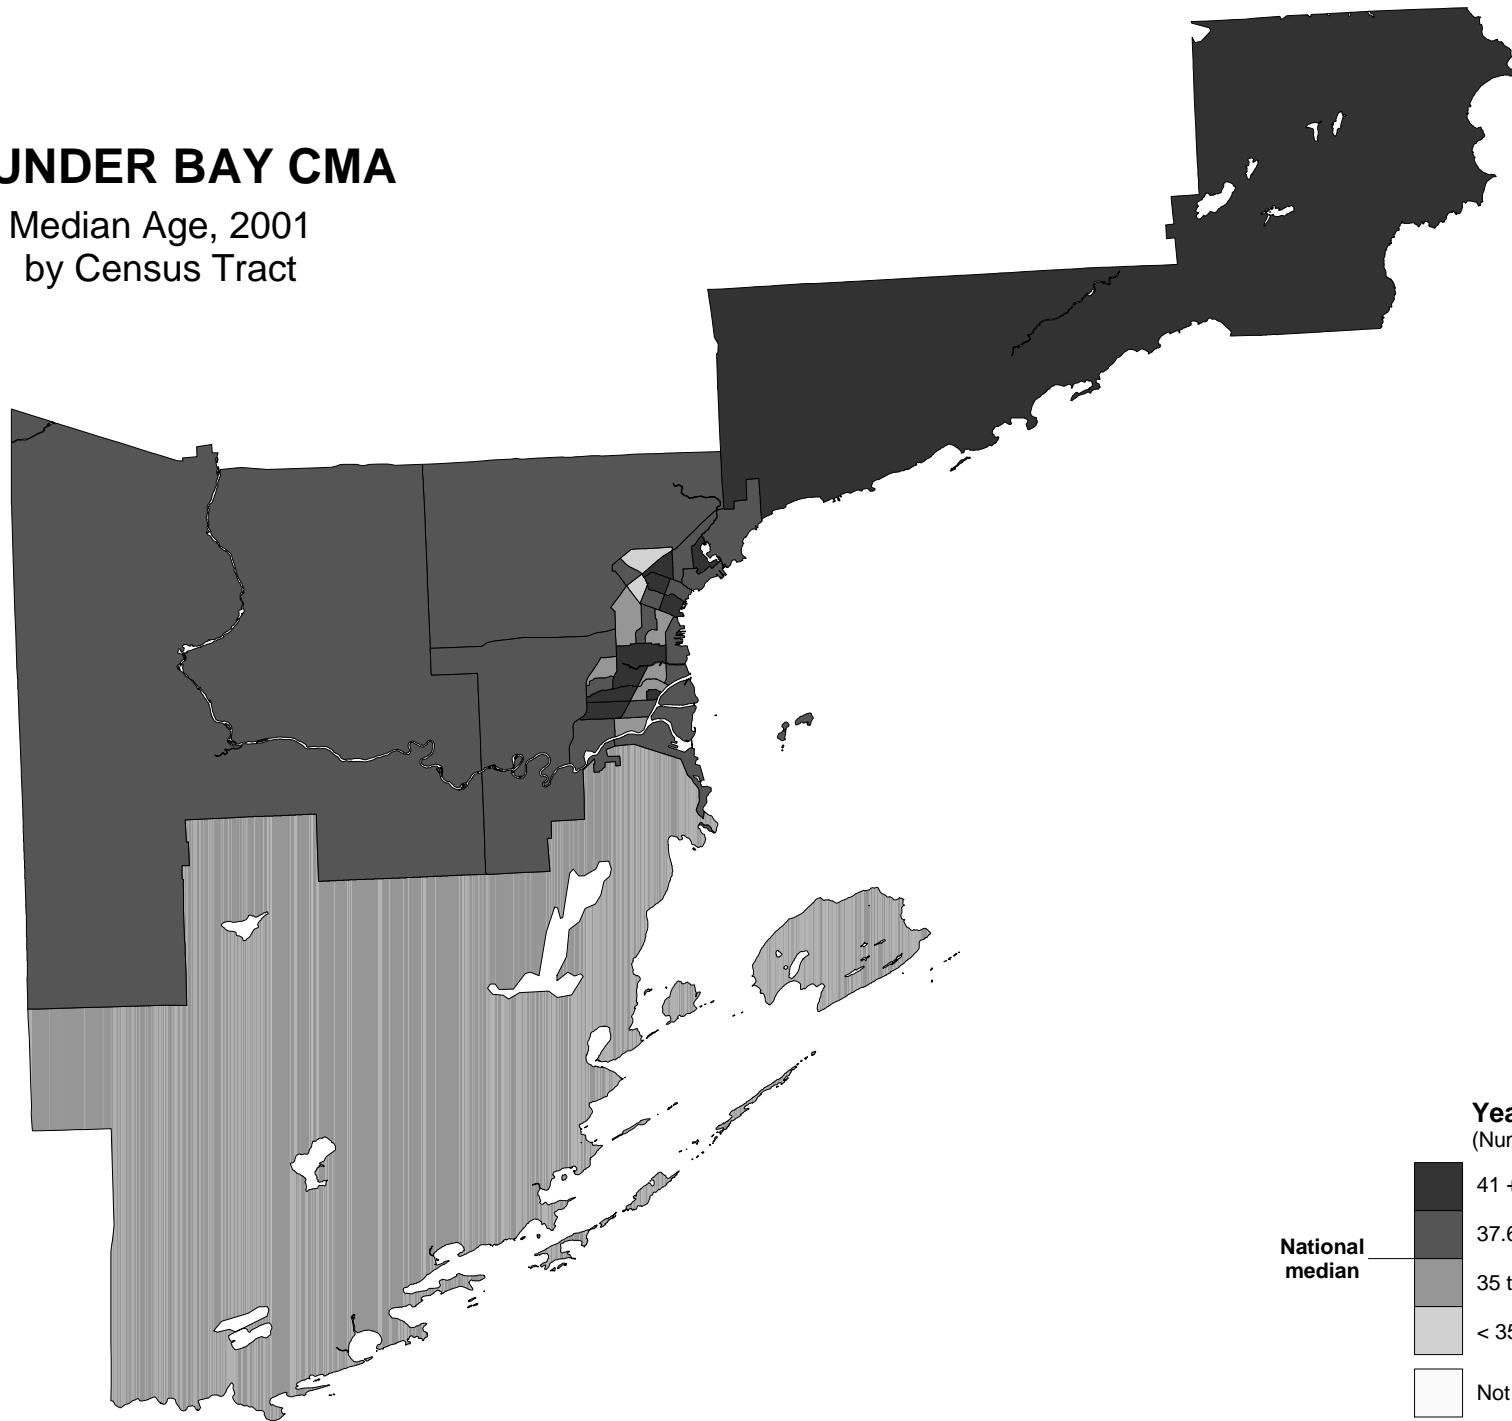 UNDER BAY CMA
Median Age, 2001
by Census Tract
Yea
(Nur
41 +
37.6
National
median
35 t
< 35
Not